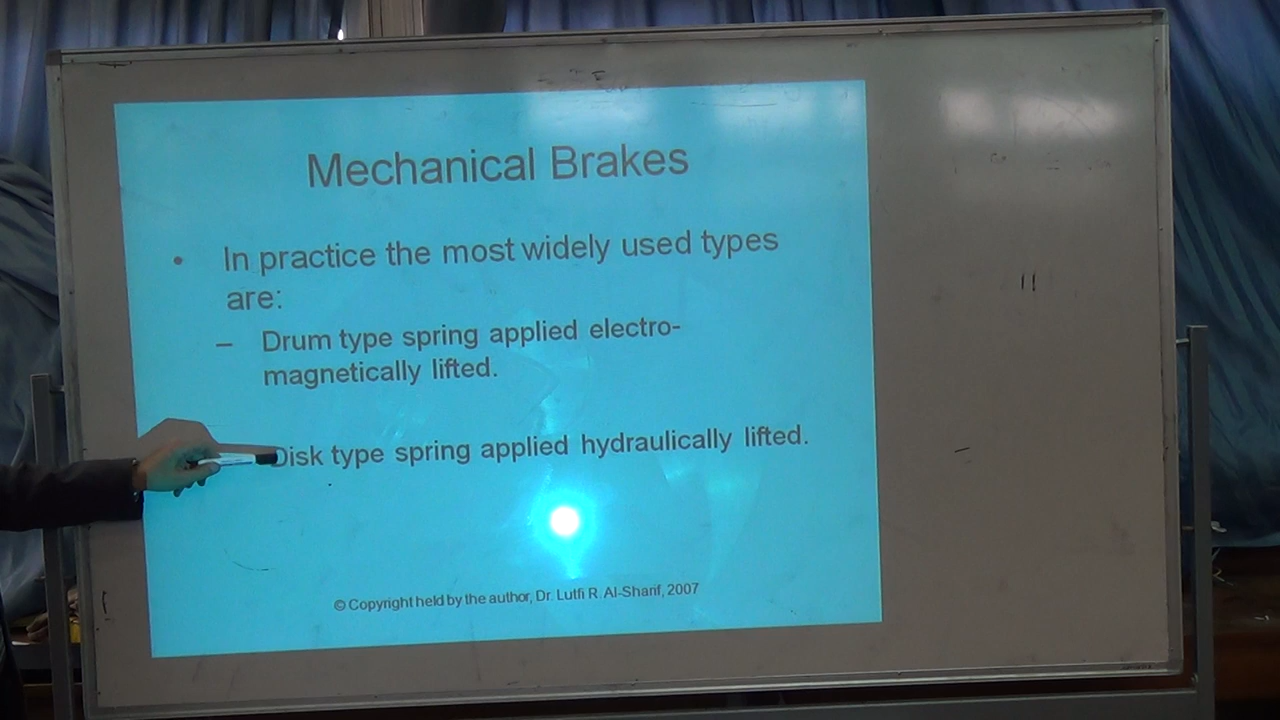 Mechanical Brakes
• In practice the most widely used types
are:
– Drum type spring applied electro-
magnetically lifted.
Disk type spring applied hydraulically lifted.
© Copyright held by the author, Dr. Lutfi R. Al-Sharif, 2007